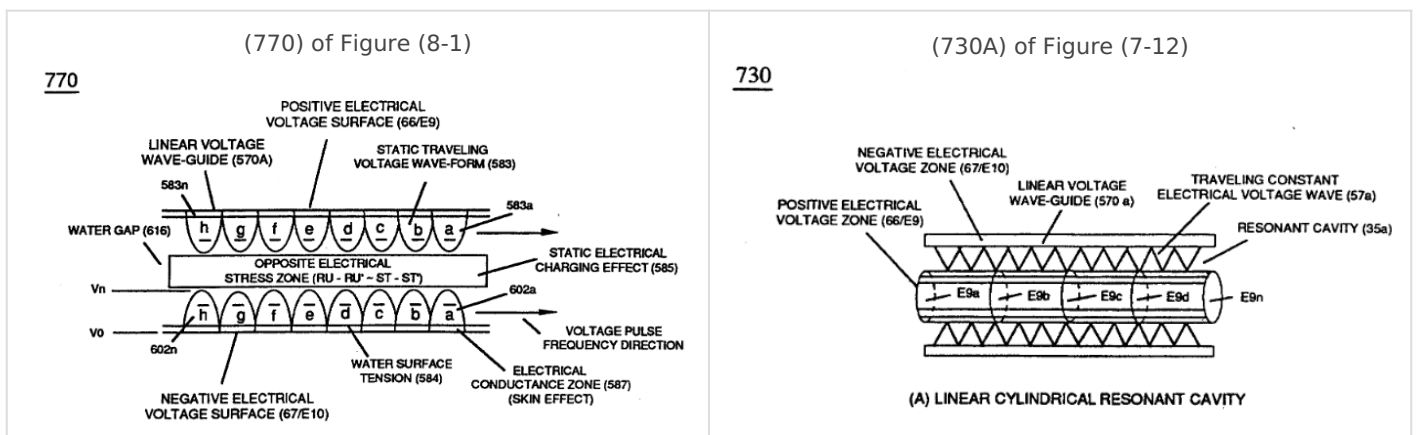 (770) of Figure (8-1)
770
POSITIVE ELECTRICAL
VOLTAGE SURFACE (66/E9)
LINEAR VOLTAGE
WAVE-GUIDE (570A)
STATIC TRAVELING
VOLTAGE WAVE-FORM (583)
583n
583a
h g f e d c b a
WATER GAP (616)
OPPOSITE ELECTRICAL
STRESS ZONE (RU - RU' ~ ST - ST')
STATIC ELECTRICAL
CHARGING EFFECT (585)
Vn
602a
h g f e d c b a
Vo
602n
VOLTAGE PULSE
FREQUENCY DIRECTION
WATER SURFACE
TENSION (584)
ELECTRICAL
CONDUCTANCE ZONE (587)
(SKIN EFFECT)
NEGATIVE ELECTRICAL
VOLTAGE SURFACE (67/E10)
(730A) of Figure (7-12)
730
NEGATIVE ELECTRICAL
VOLTAGE ZONE (67/E10)
LINEAR VOLTAGE
WAVE-GUIDE (570 a)
TRAVELING CONSTANT
ELECTRICAL VOLTAGE WAVE (57a)
POSITIVE ELECTRICAL
VOLTAGE ZONE (66/E9)
RESONANT CAVITY (35a)
E9a E9b E9c E9d E9n
(A) LINEAR CYLINDRICAL RESONANT CAVITY